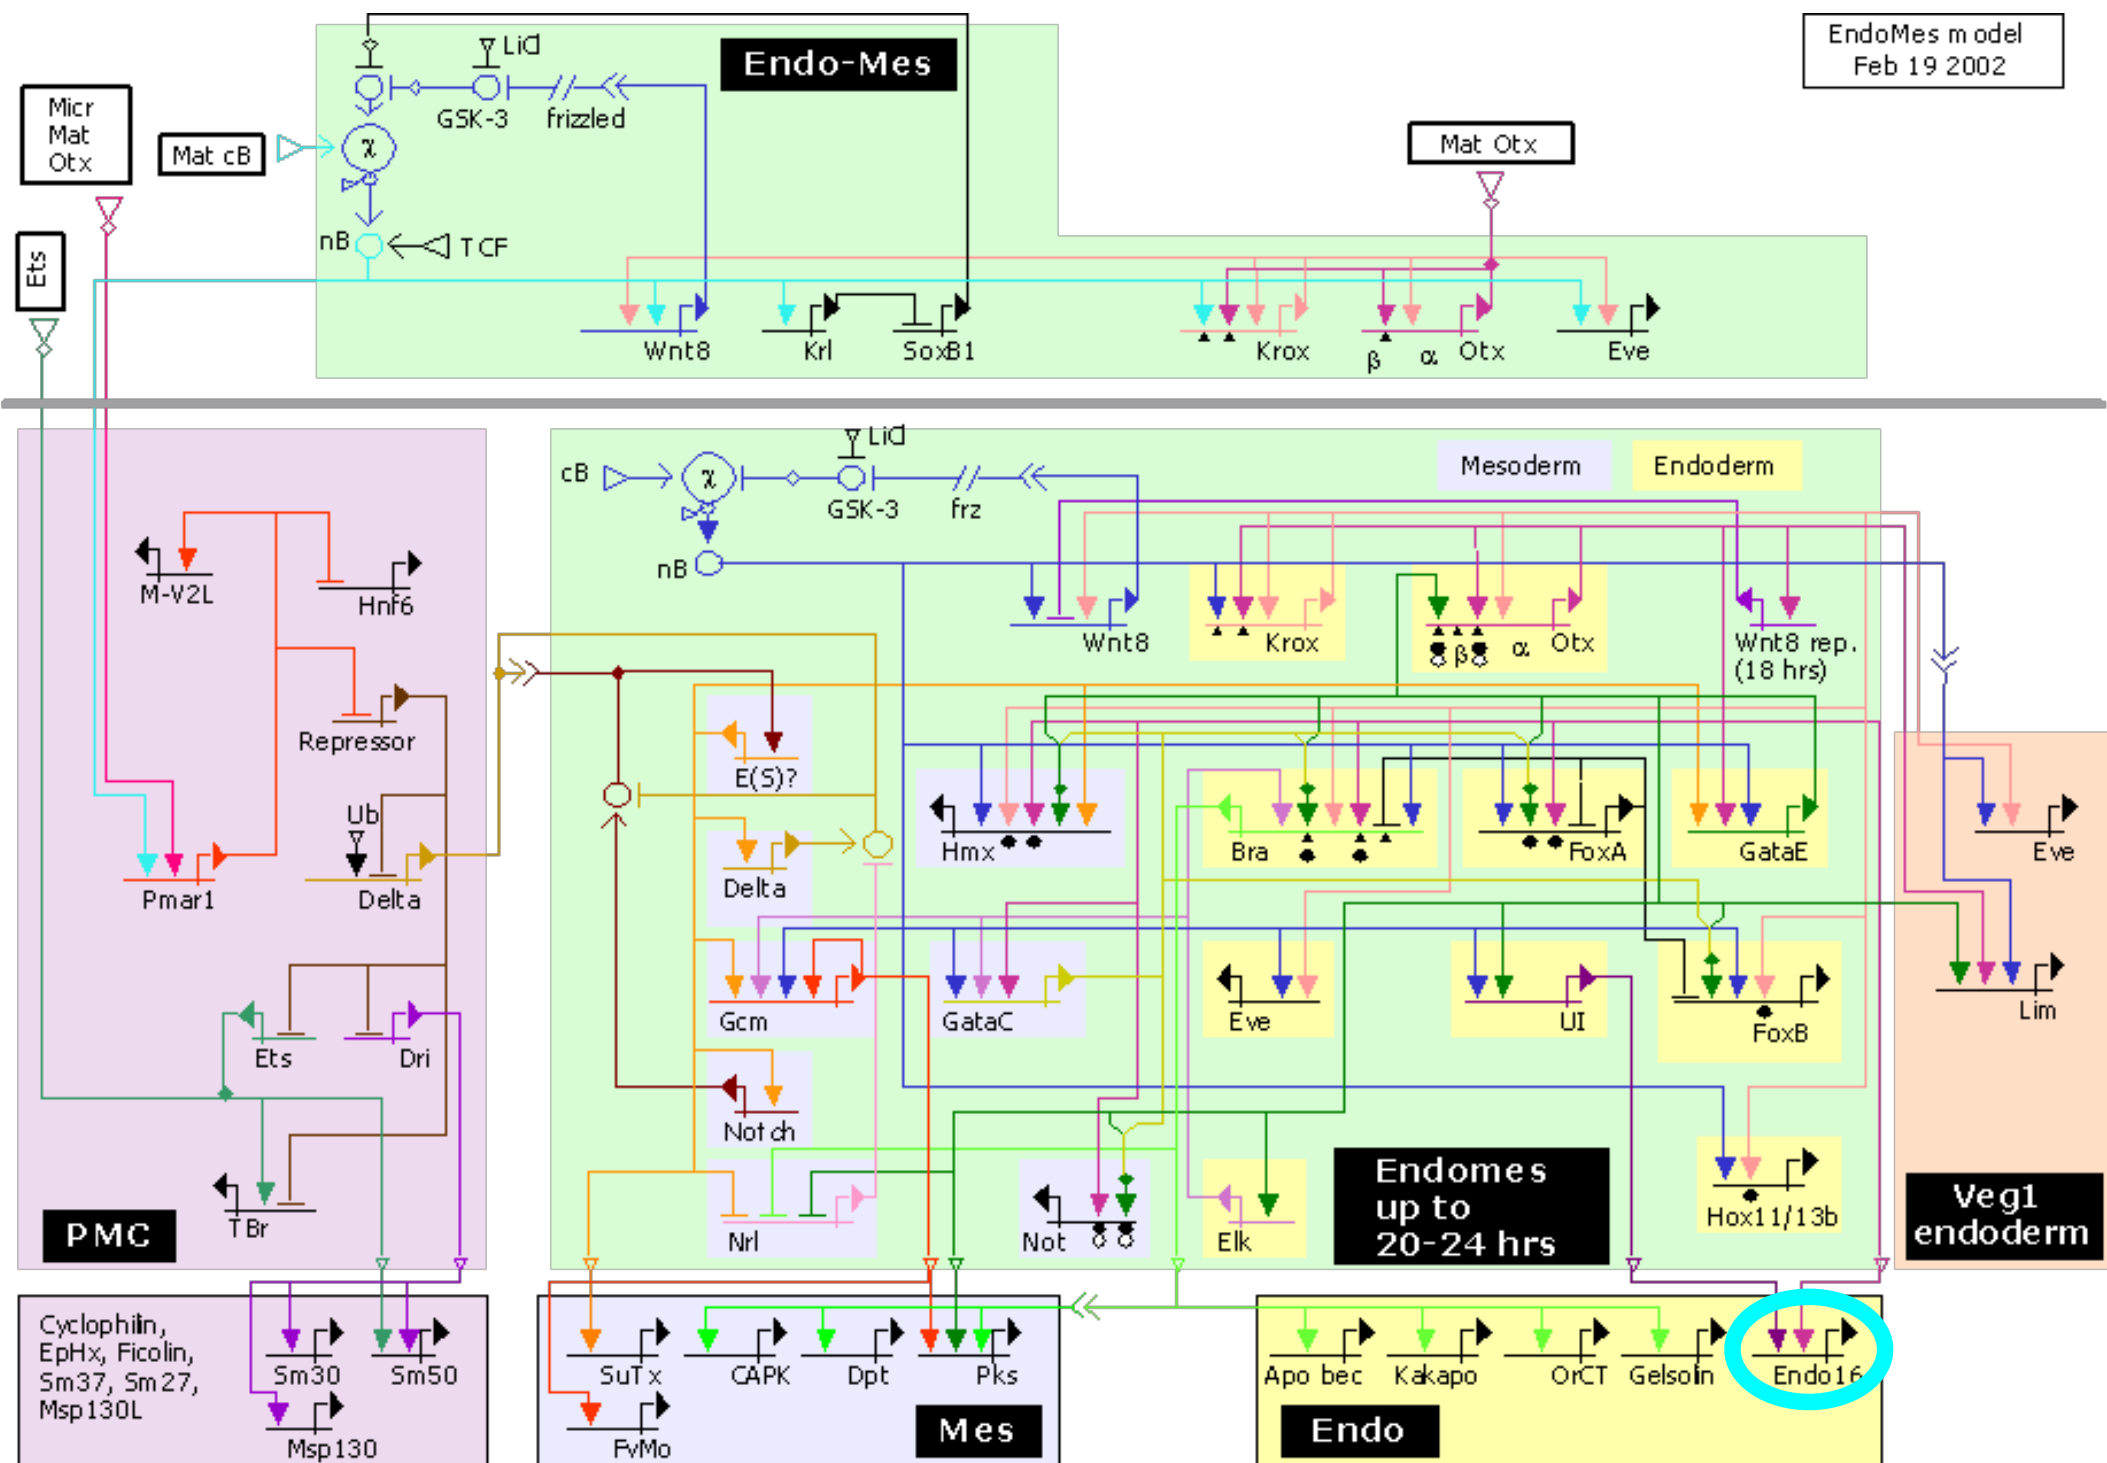 EndoMes model
Feb 19 2002
Endo-Mes
LiCl
GSK-3
frizzled
Micr
Mat
Otx
Mat cB
χ
Mat Otx
Ets
nB
TCF
Wnt8
Krl
SoxB1
Krox
β
α
Otx
Eve
LiCl
cB
χ
GSK-3
frz
nB
Mesoderm
Endoderm
M-V2L
Hnf6
Wnt8
Krox
β
α
Otx
Wnt8 rep.
(18 hrs)
Repressor
E(S)?
Ub
Pmar1
Delta
Delta
Hmx
Bra
FoxA
GataE
Eve
Gcm
GataC
Eve
UI
FoxB
Lim
Ets
Dri
Notch
TBr
PMC
Nrl
Not
Elk
Endomes
up to
20-24 hrs
Hox11/13b
Veg1
endoderm
Cyclophilin,
EpHx, Ficolin,
Sm37, Sm27,
Msp130L
Sm30
Sm50
Msp130
SuTx
CAPK
Dpt
Pks
FvMo
Mes
Apo bec
Kakapo
OrCT
Gelsolin
Endo16
Endo